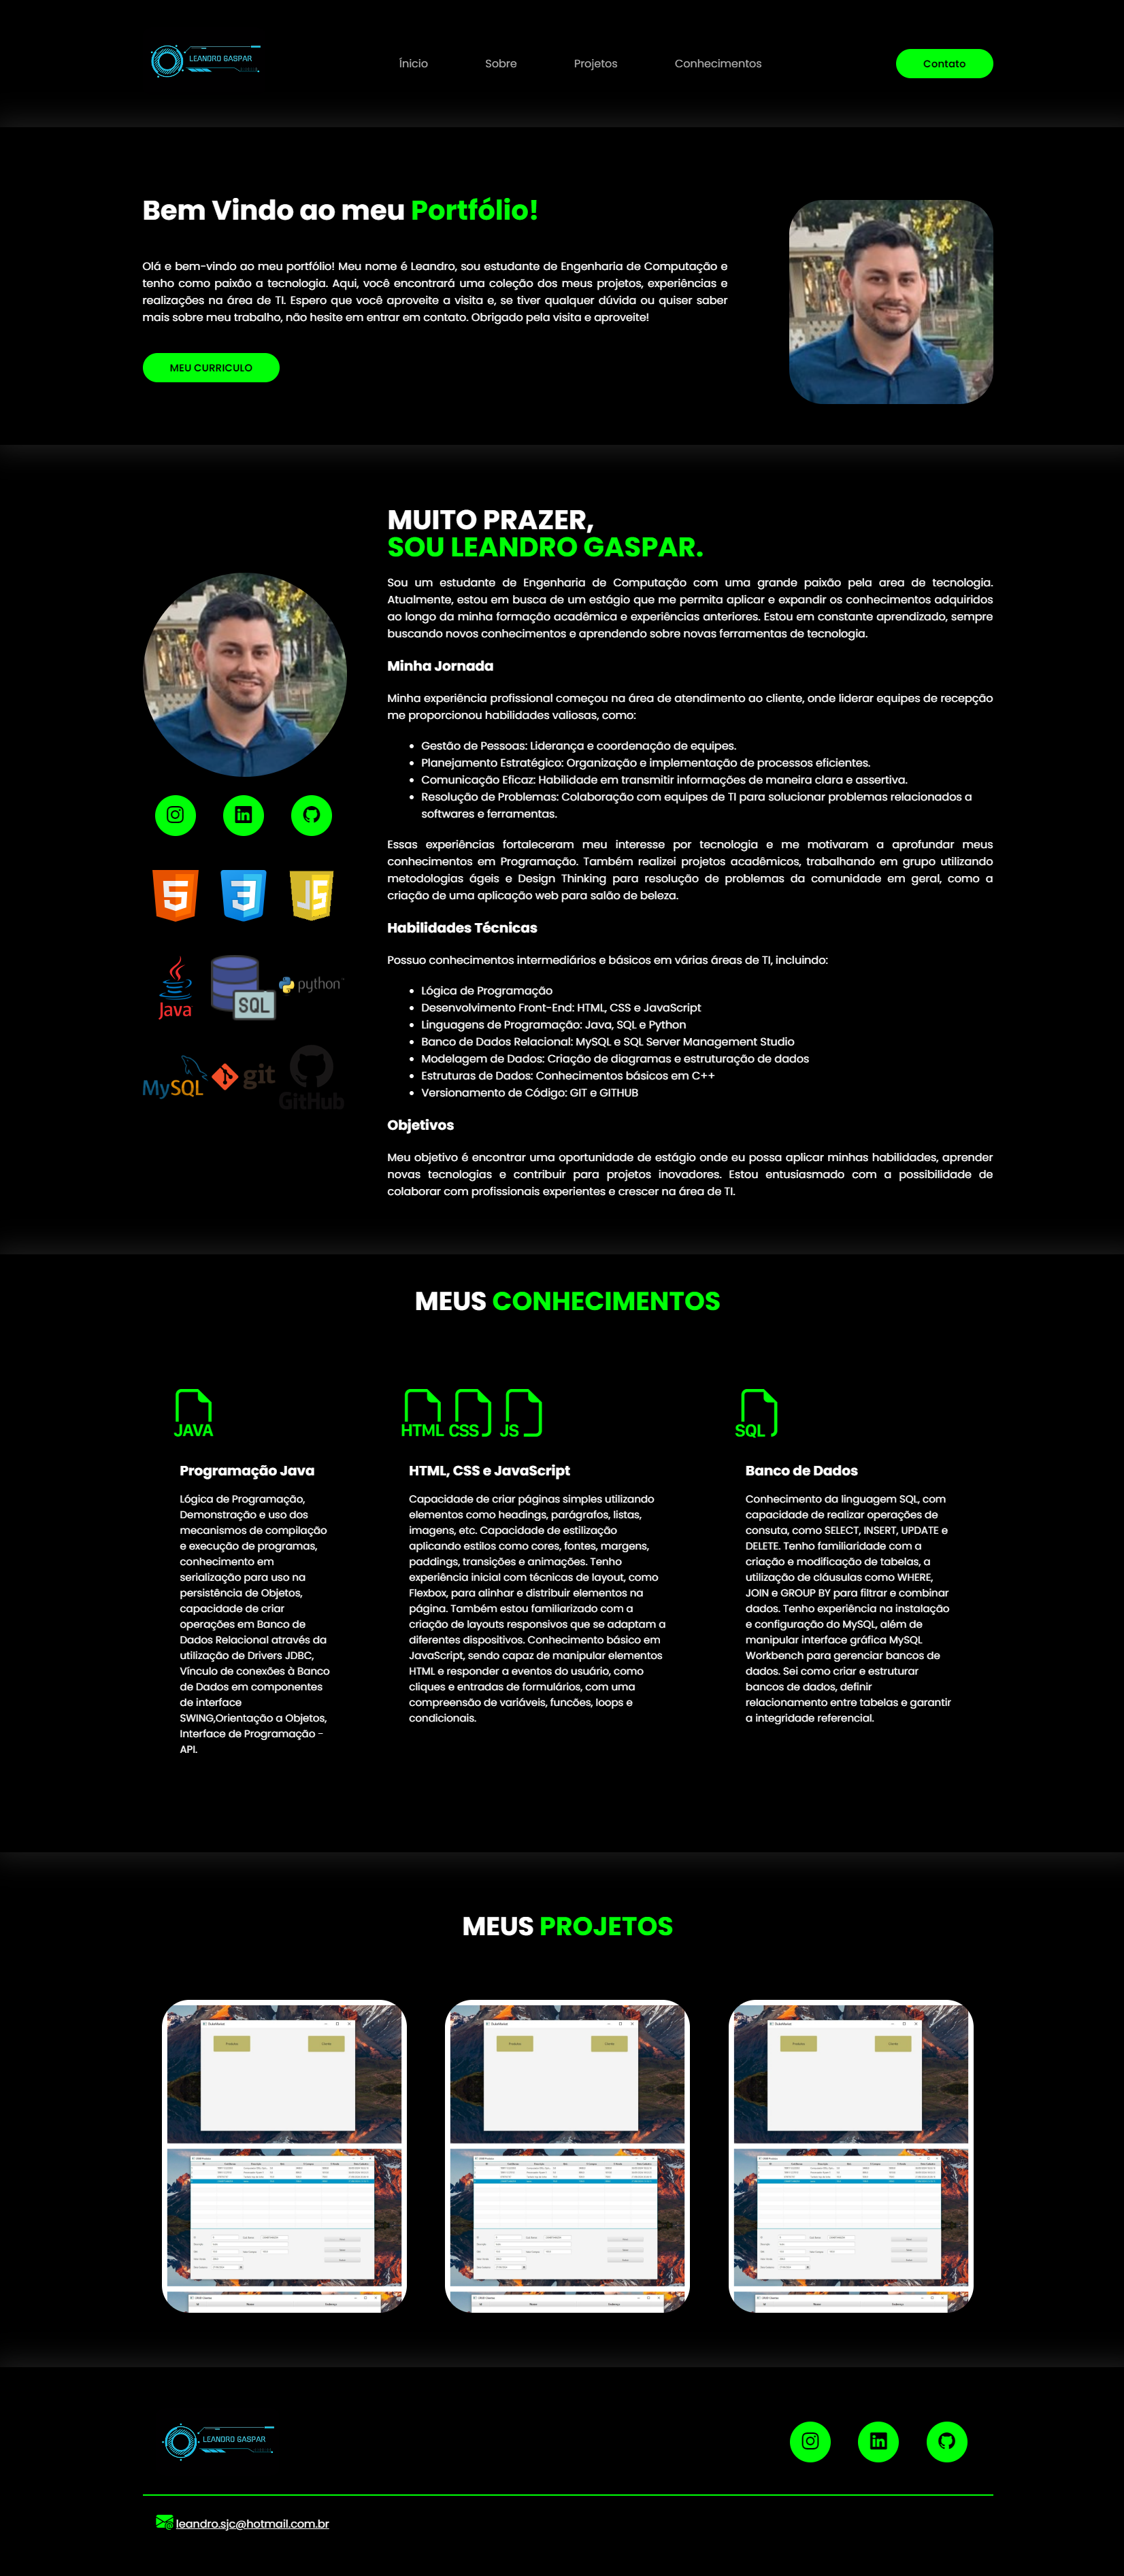 LEANDRO GASPAR
Ínicio
Sobre
Projetos
Conhecimentos
Contato
Bem Vindo ao meu Portfólio!
Olá e bem-vindo ao meu portfólio! Meu nome é Leandro, sou estudante de Engenharia de Computação e
tenho como paixão a tecnologia. Aqui, você encontrará uma coleção dos meus projetos, experiências e
realizações na área de TI. Espero que você aproveite a visita e, se tiver qualquer dúvida ou quiser saber
mais sobre meu trabalho, não hesite em entrar em contato. Obrigado pela visita e aproveite!
MEU CURRICULO
MUITO PRAZER,
SOU LEANDRO GASPAR.
Sou um estudante de Engenharia de Computação com uma grande paixão pela area de tecnologia.
Atualmente, estou em busca de um estágio que me permita aplicar e expandir os conhecimentos adquiridos
ao longo da minha formação acadêmica e experiências anteriores. Estou em constante aprendizado, sempre
buscando novos conhecimentos e aprendendo sobre novas ferramentas de tecnologia.
Minha Jornada
Minha experiência profissional começou na área de atendimento ao cliente, onde liderar equipes de recepção
me proporcionou habilidades valiosas, como:
• Gestão de Pessoas: Liderança e coordenação de equipes.
• Planejamento Estratégico: Organização e implementação de processos eficientes.
• Comunicação Eficaz: Habilidade em transmitir informações de maneira clara e assertiva.
• Resolução de Problemas: Colaboração com equipes de TI para solucionar problemas relacionados a
softwares e ferramentas.
Essas experiências fortaleceram meu interesse por tecnologia e me motivaram a aprofundar meus
conhecimentos em Programação. Também realizei projetos acadêmicos, trabalhando em grupo utilizando
metodologias ágeis e Design Thinking para resolução de problemas da comunidade em geral, como a
criação de uma aplicação web para salão de beleza.
Habilidades Técnicas
Possuo conhecimentos intermediários e básicos em várias áreas de TI, incluindo:
• Lógica de Programação
• Desenvolvimento Front-End: HTML, CSS e JavaScript
• Linguagens de Programação: Java, SQL e Python
• Banco de Dados Relacional: MySQL e SQL Server Management Studio
• Modelagem de Dados: Criação de diagramas e estruturação de dados
• Estruturas de Dados: Conhecimentos básicos em C++
• Versionamento de Código: GIT e GITHUB
Objetivos
Meu objetivo é encontrar uma oportunidade de estágio onde eu possa aplicar minhas habilidades, aprender
novas tecnologias e contribuir para projetos inovadores. Estou entusiasmado com a possibilidade de
colaborar com profissionais experientes e crescer na área de TI.
in
5
3
JS
Java
SQL
python
MySQL
git
GitHub
MEUS CONHECIMENTOS
JAVA
Programação Java
Lógica de Programação,
Demonstração e uso dos
mecanismos de compilação
e execução de programas,
conhecimento em
serialização para uso na
persistência de Objetos,
capacidade de criar
operações em Banco de
Dados Relacional através da
utilização de Drivers JDBC,
Vínculo de conexões à Banco
de Dados em componentes
de interface
SWING,Orientação a Objetos,
Interface de Programação -
API.
HTML CSS JS
HTML, CSS e JavaScript
Capacidade de criar páginas simples utilizando
elementos como headings, parágrafos, listas,
imagens, etc. Capacidade de estilização
aplicando estilos como cores, fontes, margens,
paddings, transições e animações. Tenho
experiência inicial com técnicas de layout, como
Flexbox, para alinhar e distribuir elementos na
página. Também estou familiarizado com a
criação de layouts responsivos que se adaptam a
diferentes dispositivos. Conhecimento básico em
JavaScript, sendo capaz de manipular elementos
HTML e responder a eventos do usuário, como
cliques e entradas de formulários, com uma
compreensão de variáveis, funcões, loops e
condicionais.
SQL
Banco de Dados
Conhecimento da linguagem SQL, com
capacidade de realizar operações de
consuta, como SELECT, INSERT, UPDATE e
DELETE. Tenho familiaridade com a
criação e modificação de tabelas, a
utilização de cláusulas como WHERE,
JOIN e GROUP BY para filtrar e combinar
dados. Tenho experiência na instalação
e configuração do MySQL, além de
manipular interface gráfica MySQL
Workbench para gerenciar bancos de
dados. Sei como criar e estruturar
bancos de dados, definir
relacionamento entre tabelas e garantir
a integridade referencial.
MEUS PROJETOS
LEANDRO GASPAR
in
leandro.sjc@hotmail.com.br